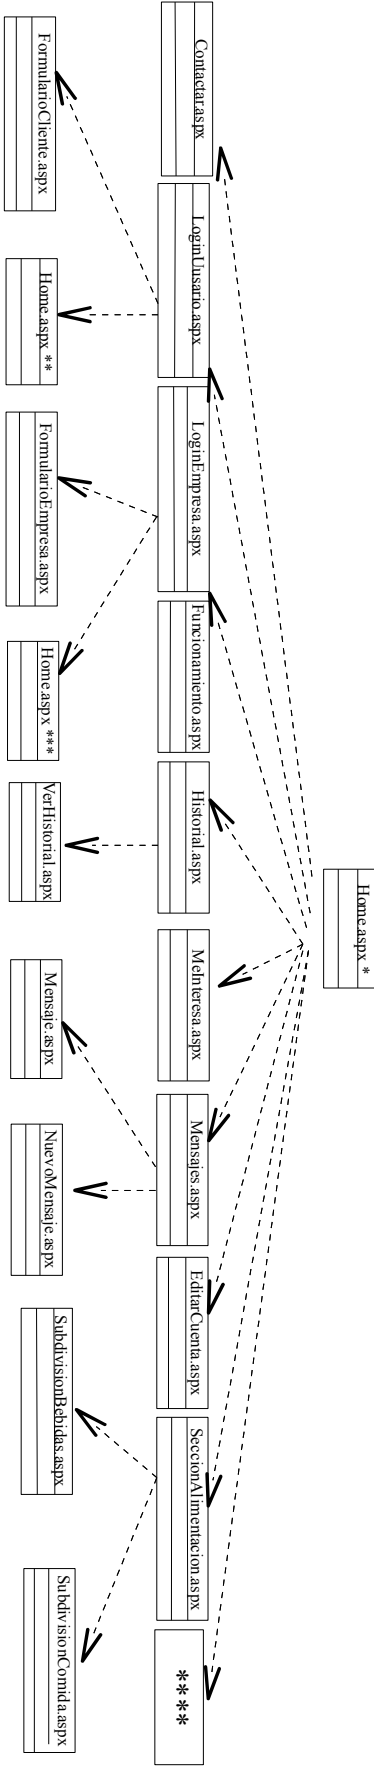 Home.aspx *
Contactar.aspx
LoginUusario.aspx
LoginEmpresa.aspx
Funcionamiento.aspx
Historial.aspx
MeInteresa.aspx
Mensajes.aspx
EditarCuenta.aspx
SeccionAlimentacion.aspx
****
FormularioCliente.aspx
Home.aspx **
FormularioEmpresa.aspx
Home.aspx ***
VerHistorial.aspx
Mensaje.aspx
NuevoMensaje.aspx
SubdivisionBebidas.aspx
SubdivisionComida.aspx